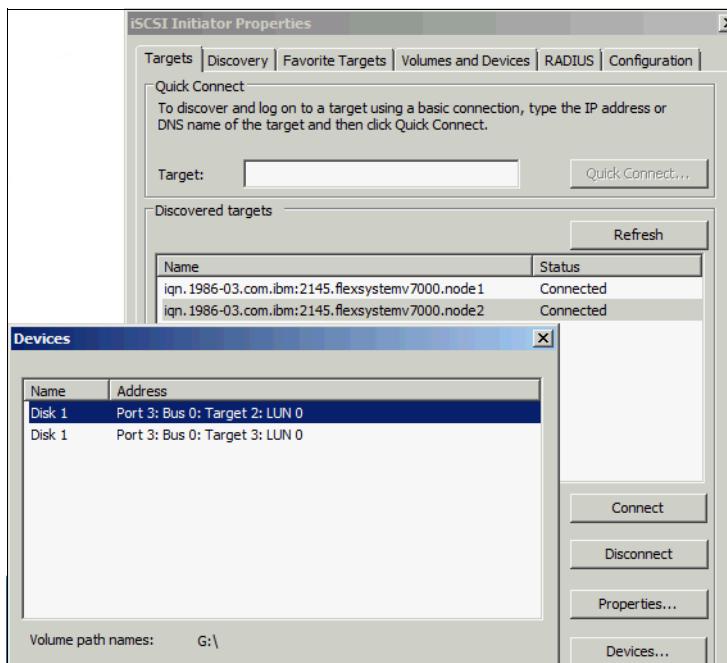 iSCSI Initiator Properties
Targets Discovery Favorite Targets Volumes and Devices RADIUS Configuration
Quick Connect
To discover and log on to a target using a basic connection, type the IP address or
DNS name of the target and then click Quick Connect.
Target:
Quick Connect...
Discovered targets
Refresh
Name Status
iqn.1986-03.com.ibm:2145.flexsystemv7000.node1 Connected
iqn.1986-03.com.ibm:2145.flexsystemv7000.node2 Connected
Devices
Name Address
Disk 1 Port 3: Bus 0: Target 2: LUN 0
Disk 1 Port 3: Bus 0: Target 3: LUN 0
Volume path names: G:\
Connect
Disconnect
Properties...
Devices...